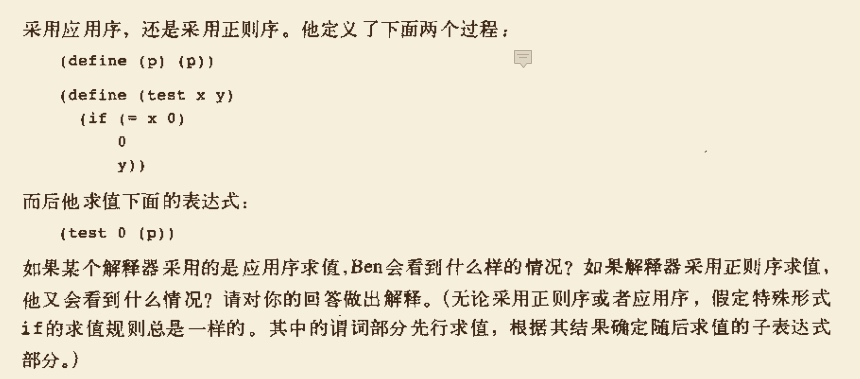 采用应用序，还是采用正则序。他定义了下面两个过程：
(define (p) (p))
(define (test x y)
(if (= x 0)
0
y))
而后他求值下面的表达式：
(test 0 (p))
如果某个解释器采用的是应用序求值，Ben会看到什么样的情况？如果解释器采用正则序求值，
他又会看到什么情况？请对你的回答做出解释。（无论采用正则序或者应用序，假定特殊形式
if的求值规则总是一样的。其中的谓词部分先行求值，根据其结果确定随后求值的子表达式
部分。）